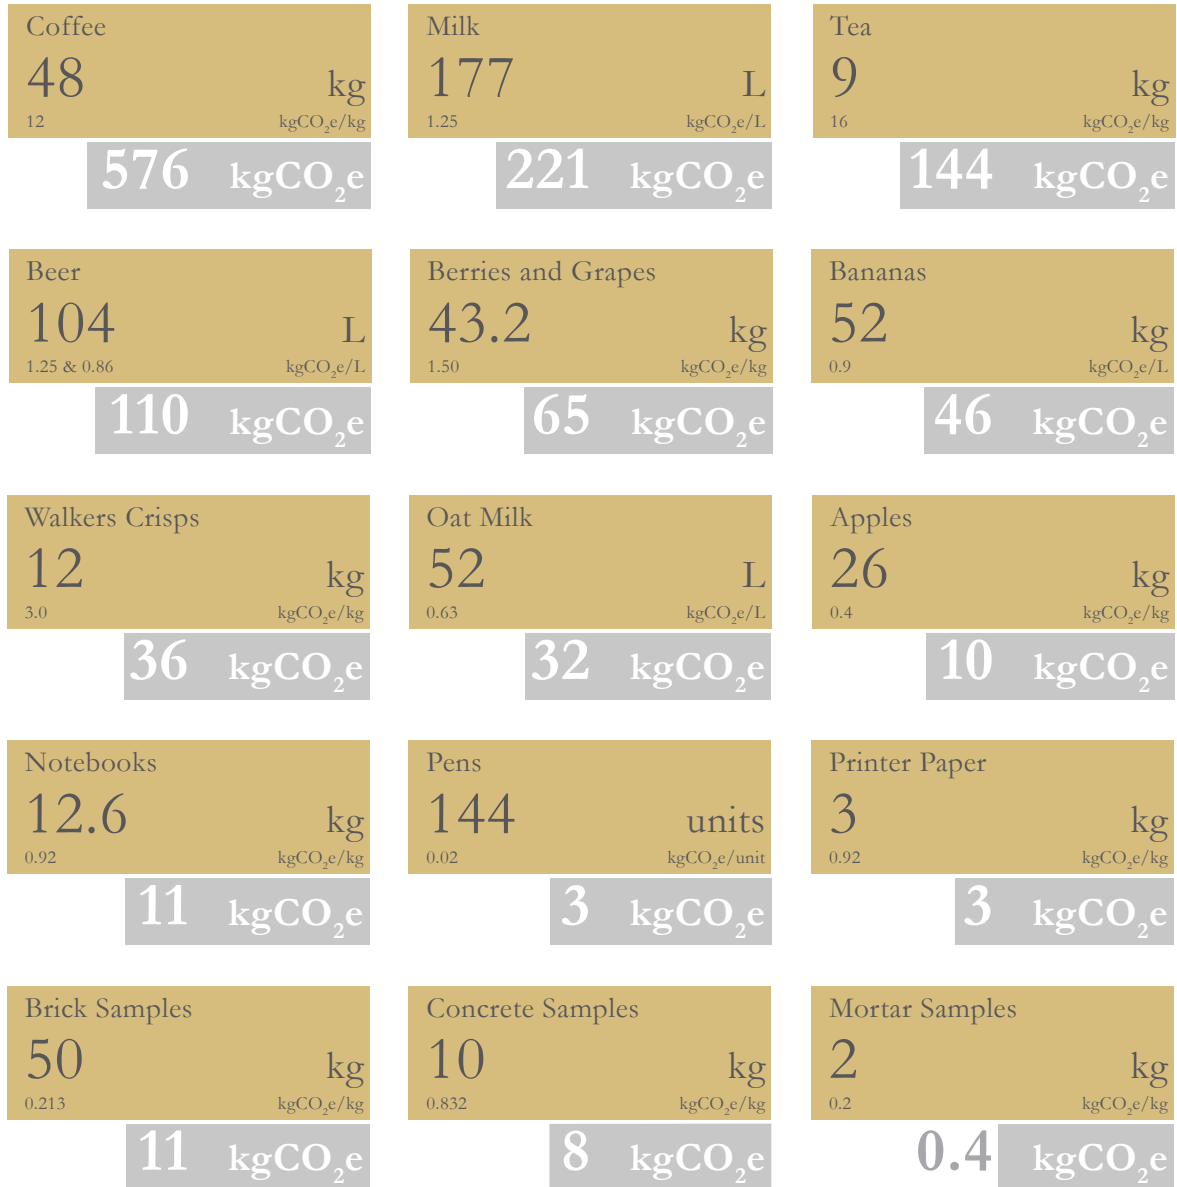 Coffee
48 kg
12 kgCO₂e/kg
576 kgCO₂e
Milk
177 L
1.25 kgCO₂e/L
221 kgCO₂e
Tea
9 kg
16 kgCO₂e/kg
144 kgCO₂e
Beer
104 L
1.25 & 0.86 kgCO₂e/L
110 kgCO₂e
Berries and Grapes
43.2 kg
1.50 kgCO₂e/kg
65 kgCO₂e
Bananas
52 kg
0.9 kgCO₂e/L
46 kgCO₂e
Walkers Crisps
12 kg
3.0 kgCO₂e/kg
36 kgCO₂e
Oat Milk
52 L
0.63 kgCO₂e/L
32 kgCO₂e
Apples
26 kg
0.4 kgCO₂e/kg
10 kgCO₂e
Notebooks
12.6 kg
0.92 kgCO₂e/kg
11 kgCO₂e
Pens
144 units
0.02 kgCO₂e/unit
3 kgCO₂e
Printer Paper
3 kg
0.92 kgCO₂e/kg
3 kgCO₂e
Brick Samples
50 kg
0.213 kgCO₂e/kg
11 kgCO₂e
Concrete Samples
10 kg
0.832 kgCO₂e/kg
8 kgCO₂e
Mortar Samples
2 kg
0.2 kgCO₂e/kg
0.4 kgCO₂e